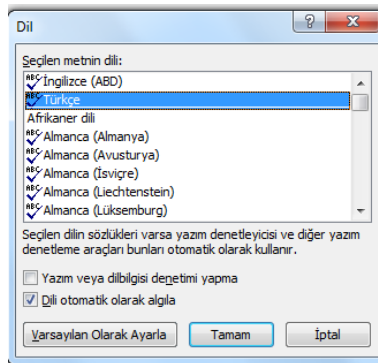 Dil
Seçilen metnin dili:
İngilizce (ABD)
Türkçe
Afrikaner dili
Almanca (Almanya)
Almanca (Avusturya)
Almanca (İsviçre)
Almanca (Liechtenstein)
Almanca (Lüksemburg)
Seçilen dilin sözlükleri varsa yazım denetleyicisi ve diğer yazım
denetleme araçları bunları otomatik olarak kullanır.
Yazım veya dilbilgisi denetimi yapma
Dili otomatik olarak algıla
Varsayılan Olarak Ayarla Tamam İptal